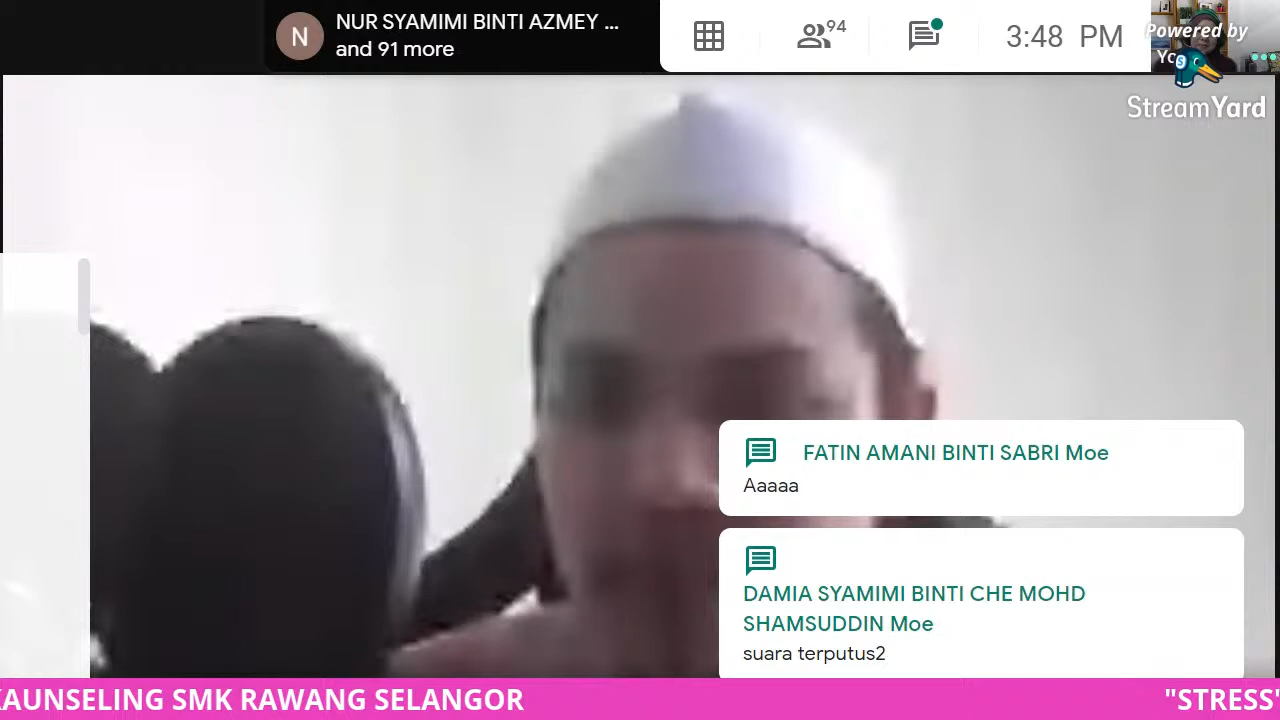 N
NUR SYAMIMI BINTI AZMEY ...
and 91 more
94
3:48 PM
Powered by
StreamYard
FATIN AMANI BINTI SABRI Moe
Aaaaa
DAMIA SYAMIMI BINTI CHE MOHD
SHAMSUDDIN Moe
suara terputus2
KAUNSELING SMK RAWANG SELANGOR
"STRESS"